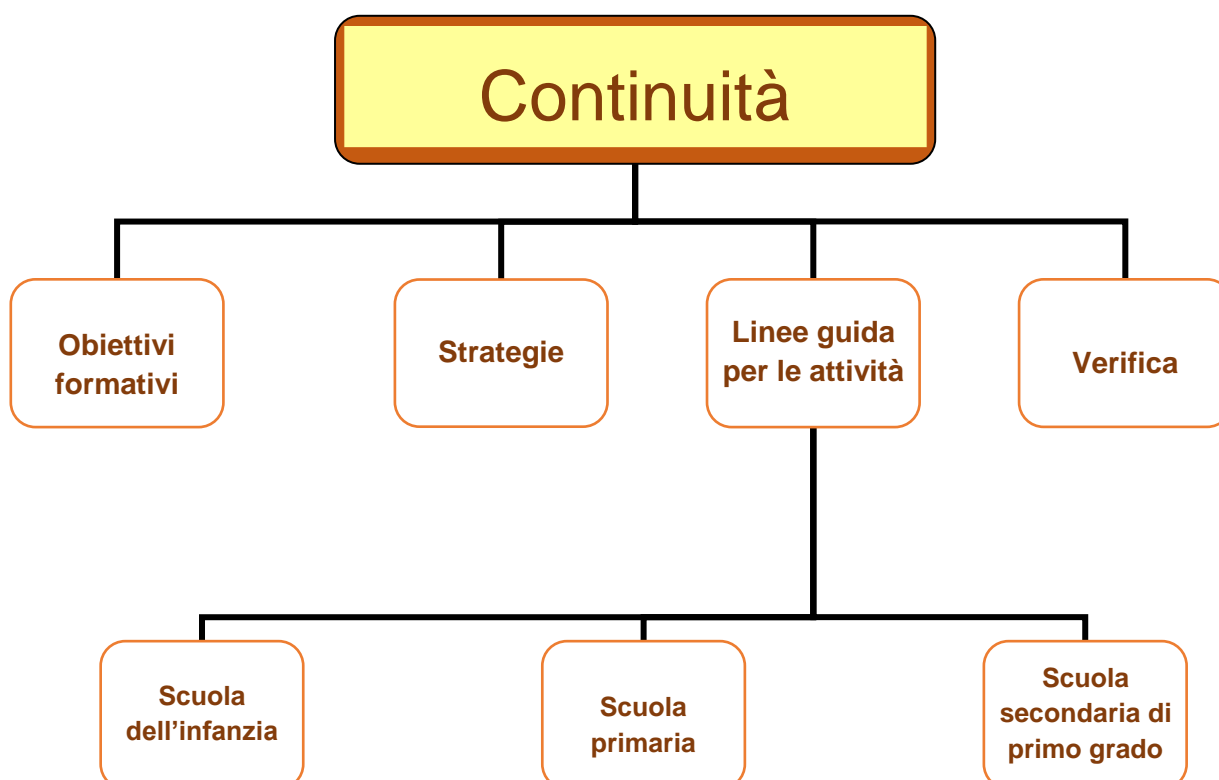 Continuità
Obiettivi
formativi
Strategie
Linee guida
per le attività
Verifica
Scuola
dell’infanzia
Scuola
primaria
Scuola
secondaria di
primo grado